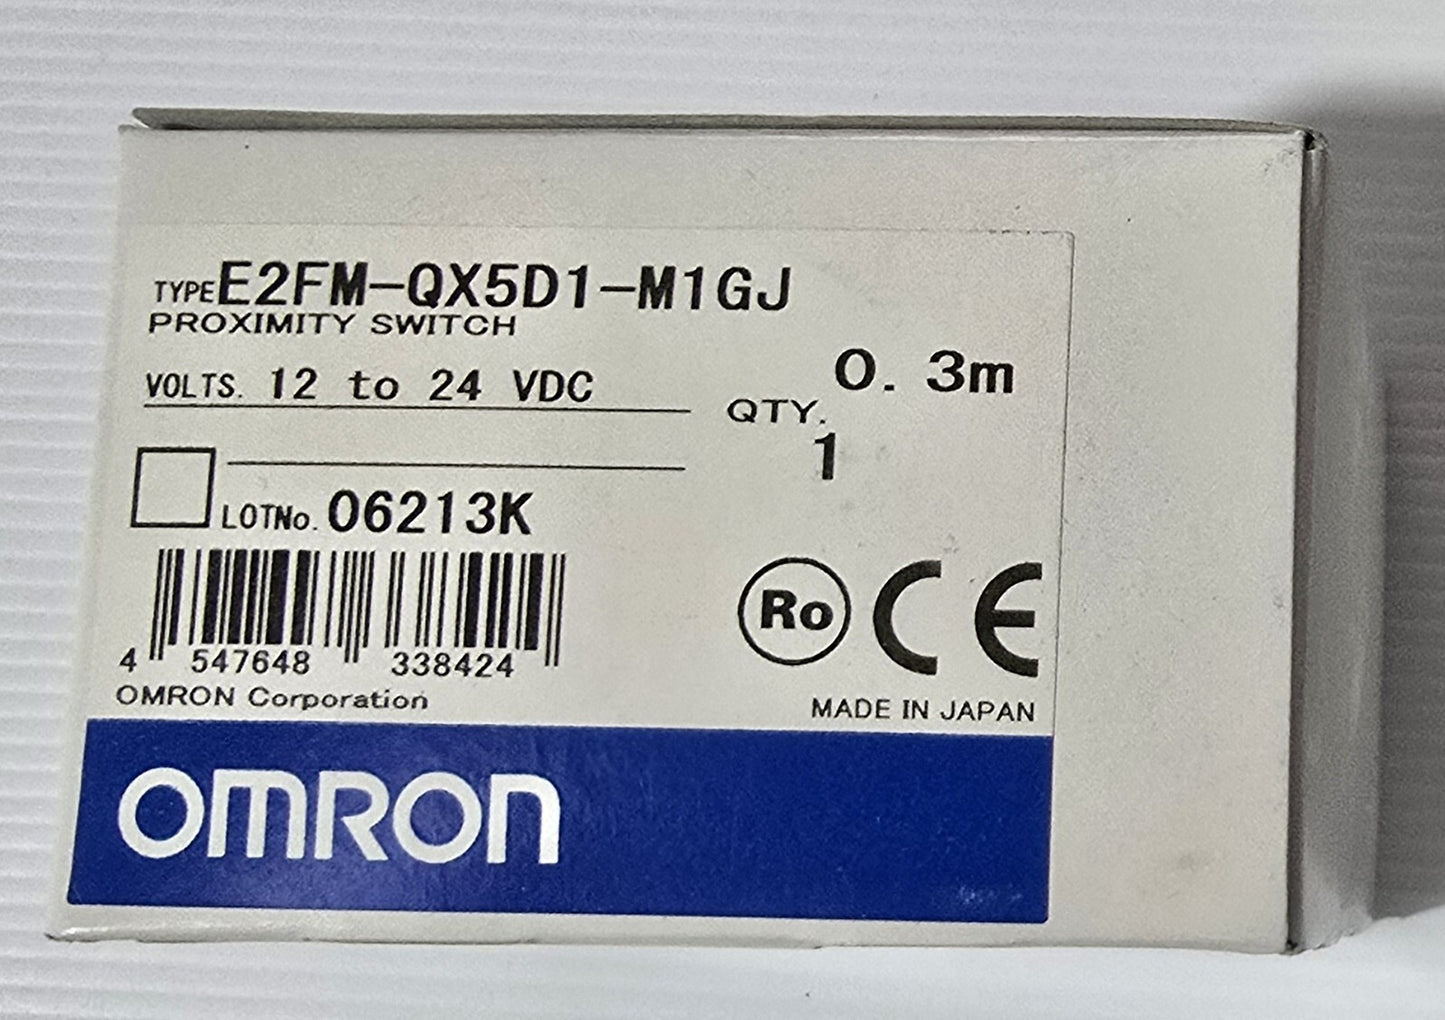 TYPE E2FM-QX5D1-M1GJ
PROXIMITY SWITCH
VOLTS. 12 to 24 VDC
0. 3m
QTY.
1
LOTNo. 06213K
4 547648 338424
Ro CE
OMRON Corporation
MADE IN JAPAN
OMRON